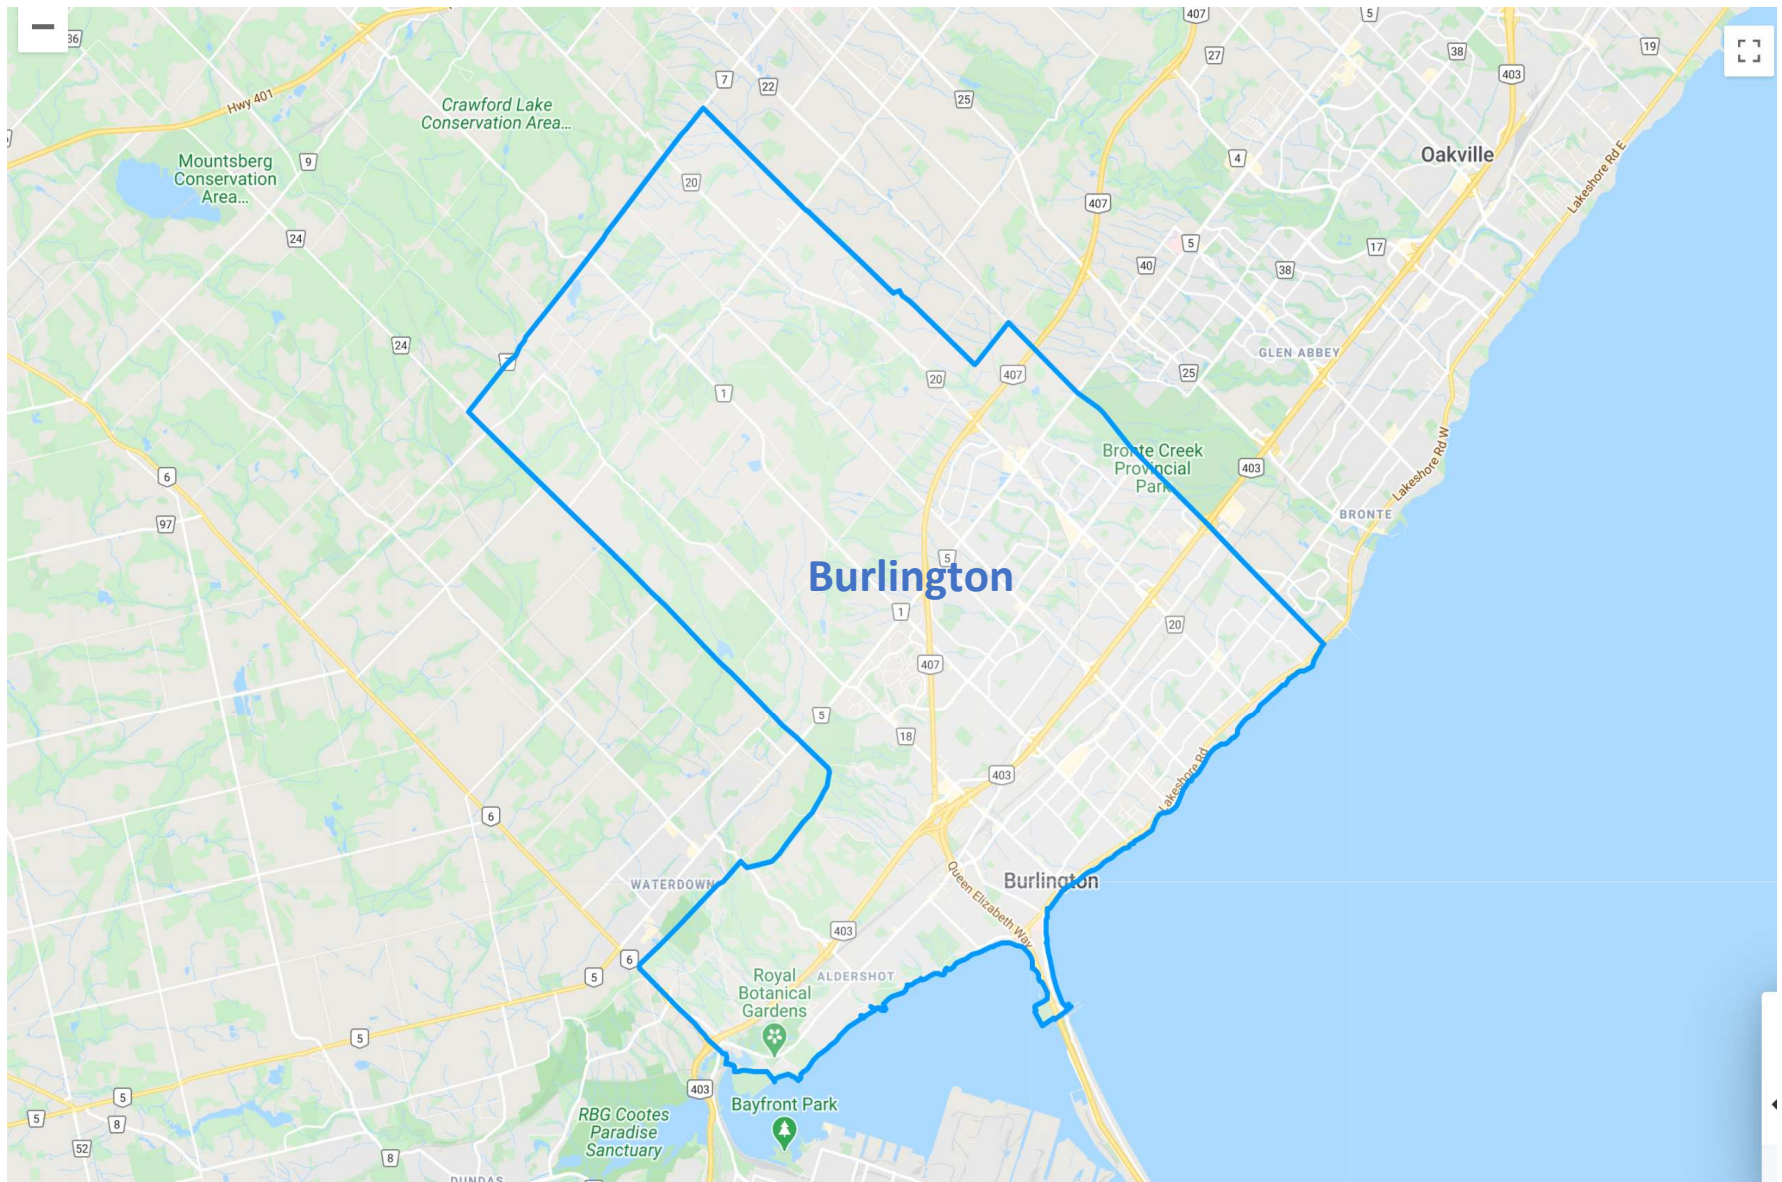 407
5
36
27
38
19
403
7
22
Hwy 401
25
Crawford Lake
Conservation Area...
Mountsberg
Conservation
Area...
9
4
Oakville
Lakeshore Rd E
20
407
24
5
17
40
38
24
7
GLEN ABBEY
20
407
25
1
Bronte Creek
Provincial
Park
403
Lakeshore Rd W
6
97
BRONTE
5
Burlington
1
20
407
5
18
403
Lakeshore Rd
6
WATERDOWN
Queen Elizabeth Way
Burlington
403
6
5
Royal
Botanical
Gardens
ALDERSHOT
5
403
5
5
8
RBG Cootes
Paradise
Sanctuary
Bayfront Park
52
8
DUNDAS